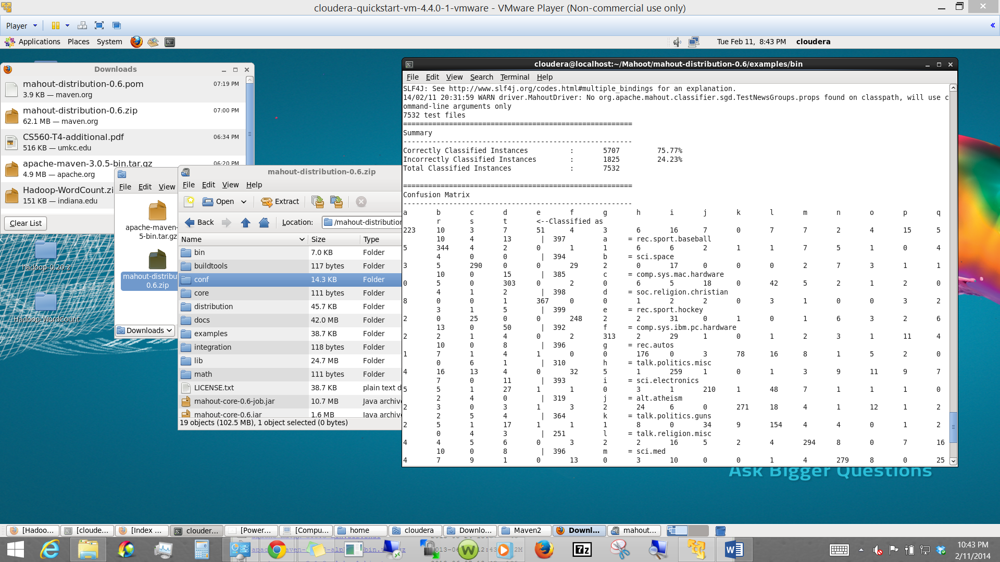 cloudera-quickstart-vm-4.4.0-1-vmware - VMware Player (Non-commercial use only)
Player
Applications Places System
Tue Feb 11, 8:43 PM cloudera
Downloads
mahout-distribution-0.6.pom 07:19 PM
3.9 KB — maven.org
mahout-distribution-0.6.zip 07:00 PM
62.1 MB — maven.org
CS560-T4-additional.pdf 06:34 PM
516 KB — umkc.edu
apache-maven-3.0.5-bin.tar.gz 06:20 PM
4.9 MB — apache.org
Hadoop-WordCount.zi
151 KB — indiana.edu
Clear List
hadoop-0.20.2
Hadoop-WordCount
File Edit View
apache-maven-
5-bin.tar.gz
mahout-distribu
0.6.zip
Downloads
mahout-distribution-0.6.zip
File Edit View Help
Open Extract
Back Location: /mahout-distribution
Name Size Type
bin 7.0 KB Folder
buildtools 117 bytes Folder
conf 14.3 KB Folder
core 111 bytes Folder
distribution 45.7 KB Folder
docs 42.0 MB Folder
examples 38.7 KB Folder
integration 118 bytes Folder
lib 24.7 MB Folder
math 111 bytes Folder
LICENSE.txt 38.7 KB plain text d
mahout-core-0.6-job.jar 10.7 MB Java archiv
mahout-core-0.6.jar 1.6 MB Java archiv
19 objects (102.5 MB), 1 object selected (0 bytes)
cloudera@localhost:~/Mahoot/mahout-distribution-0.6/examples/bin
File Edit View Search Terminal Help
SLF4J: See http://www.slf4j.org/codes.html#multiple_bindings for an explanation.
14/02/11 20:31:59 WARN driver.MahoutDriver: No org.apache.mahout.classifier.sgd.TestNewsGroups.props found on classpath, will use c
ommand-line arguments only
7532 test files
=======================================================
Summary
-------------------------------------------------------
Correctly Classified Instances : 5707 75.77%
Incorrectly Classified Instances : 1825 24.23%
Total Classified Instances : 7532
=======================================================
Confusion Matrix
-------------------------------------------------------
a b c d e f g h i j k l m n o p q
r s t <--Classified as
223 10 3 7 51 4 3 6 16 7 0 7 7 2 4 15 5
10 4 13 | 397 a = rec.sport.baseball
5 344 4 2 0 1 1 6 6 2 1 1 7 5 1 0 4
4 0 0 | 394 b = sci.space
3 5 290 0 0 29 2 0 17 0 0 0 2 7 3 1 1
10 0 15 | 385 c = comp.sys.mac.hardware
0 5 0 303 0 2 0 6 5 18 0 42 5 2 1 2 0
4 1 2 | 398 d = soc.religion.christian
8 0 0 1 367 0 0 1 2 2 0 3 1 0 0 3 2
3 1 5 | 399 e = rec.sport.hockey
2 0 25 0 0 248 2 2 31 0 1 0 1 6 3 2 6
13 0 50 | 392 f = comp.sys.ibm.pc.hardware
2 2 1 4 0 2 313 2 29 1 0 1 2 3 1 11 4
10 0 8 | 396 g = rec.autos
1 7 1 4 1 0 0 176 0 3 78 16 8 1 5 2 0
0 6 1 | 310 h = talk.politics.misc
4 16 13 4 0 32 5 1 259 1 0 1 3 9 11 9 7
7 0 11 | 393 i = sci.electronics
5 5 1 27 1 1 0 3 1 210 1 48 7 1 1 1 0
2 4 0 | 319 j = alt.atheism
2 3 0 3 1 3 2 24 6 0 271 18 4 1 12 1 2
2 5 4 | 364 k = talk.politics.guns
2 5 1 17 1 1 1 8 0 34 9 154 4 4 0 1 2
0 4 3 | 251 l = talk.religion.misc
4 4 5 6 0 3 2 2 16 5 2 4 294 8 0 7 16
10 0 8 | 396 m = sci.med
4 7 9 1 0 13 0 3 10 0 0 1 4 279 8 0 25
Ask Bigger Questions
[Hadoo... [cloude... [Index ... clouder... [Power... [Compu... home cloudera Downlo... Maven2 Downl... mahout...
7z
10:43 PM
2/11/2014